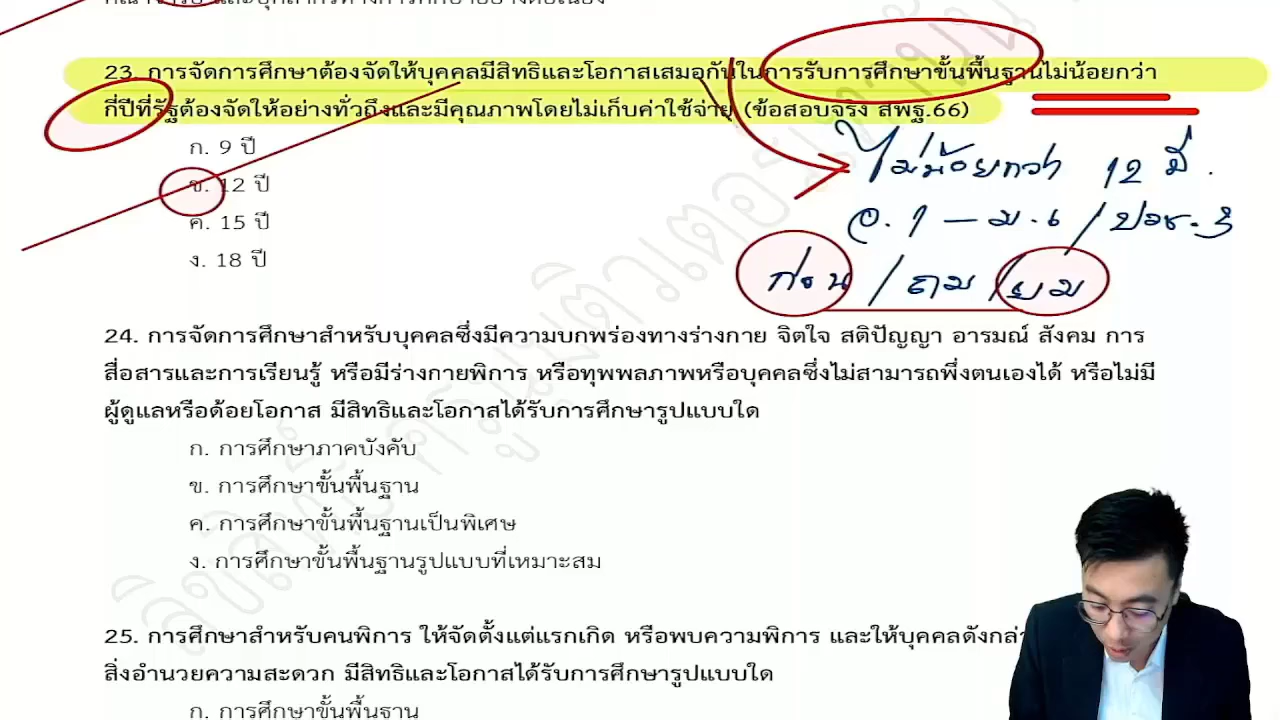 23. การจัดการศึกษาต้องจัดให้บุคคลมีสิทธิและโอกาสเสมอกันในการรับการศึกษาขั้นพื้นฐานไม่น้อยกว่า
กี่ปีที่รัฐต้องจัดให้อย่างทั่วถึงและมีคุณภาพโดยไม่เก็บค่าใช้จ่าย (ข้อสอบจริง สพฐ.66)
ก. 9 ปี
ข. 12 ปี
ค. 15 ปี
ง. 18 ปี
ไม่น้อยกว่า 12 ปี.
อ.1 – ม.6 / ปวช.3
ก่อน / ถม / ยม
24. การจัดการศึกษาสำหรับบุคคลซึ่งมีความบกพร่องทางร่างกาย จิตใจ สติปัญญา อารมณ์ สังคม การ
สื่อสารและการเรียนรู้ หรือมีร่างกายพิการ หรือทุพพลภาพหรือบุคคลซึ่งไม่สามารถพึ่งตนเองได้ หรือไม่มี
ผู้ดูแลหรือด้อยโอกาส มีสิทธิและโอกาสได้รับการศึกษารูปแบบใด
ก. การศึกษาภาคบังคับ
ข. การศึกษาขั้นพื้นฐาน
ค. การศึกษาขั้นพื้นฐานเป็นพิเศษ
ง. การศึกษาขั้นพื้นฐานรูปแบบที่เหมาะสม
25. การศึกษาสำหรับคนพิการ ให้จัดตั้งแต่แรกเกิด หรือพบความพิการ และให้บุคคลดังกล่า
สิ่งอำนวยความสะดวก มีสิทธิและโอกาสได้รับการศึกษารูปแบบใด
ก. การศึกษาขั้นพื้นฐาน